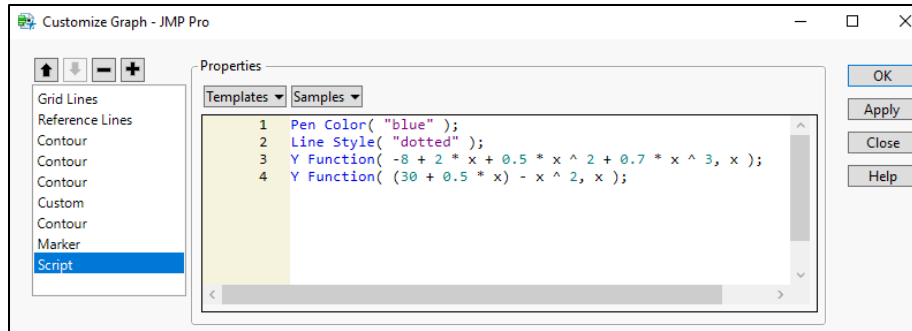 Customize Graph - JMP Pro
Properties
Templates Samples
Grid Lines
Reference Lines
Contour
Contour
Contour
Custom
Contour
Marker
Script
1 Pen Color( "blue" );
2 Line Style( "dotted" );
3 Y Function( -8 + 2 * x + 0.5 * x ^ 2 + 0.7 * x ^ 3, x );
4 Y Function( (30 + 0.5 * x) - x ^ 2, x );
OK
Apply
Close
Help